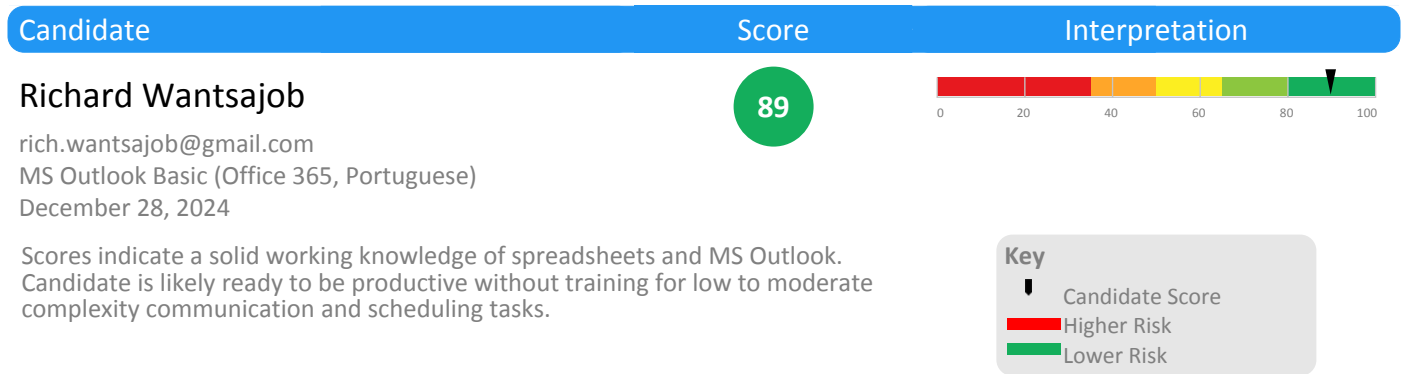 Candidate Score Interpretation
Richard Wantsajob
89
0 20 40 60 80 100
rich.wantsajob@gmail.com
MS Outlook Basic (Office 365, Portuguese)
December 28, 2024
Scores indicate a solid working knowledge of spreadsheets and MS Outlook.
Candidate is likely ready to be productive without training for low to moderate
complexity communication and scheduling tasks.
Key
Candidate Score
Higher Risk
Lower Risk